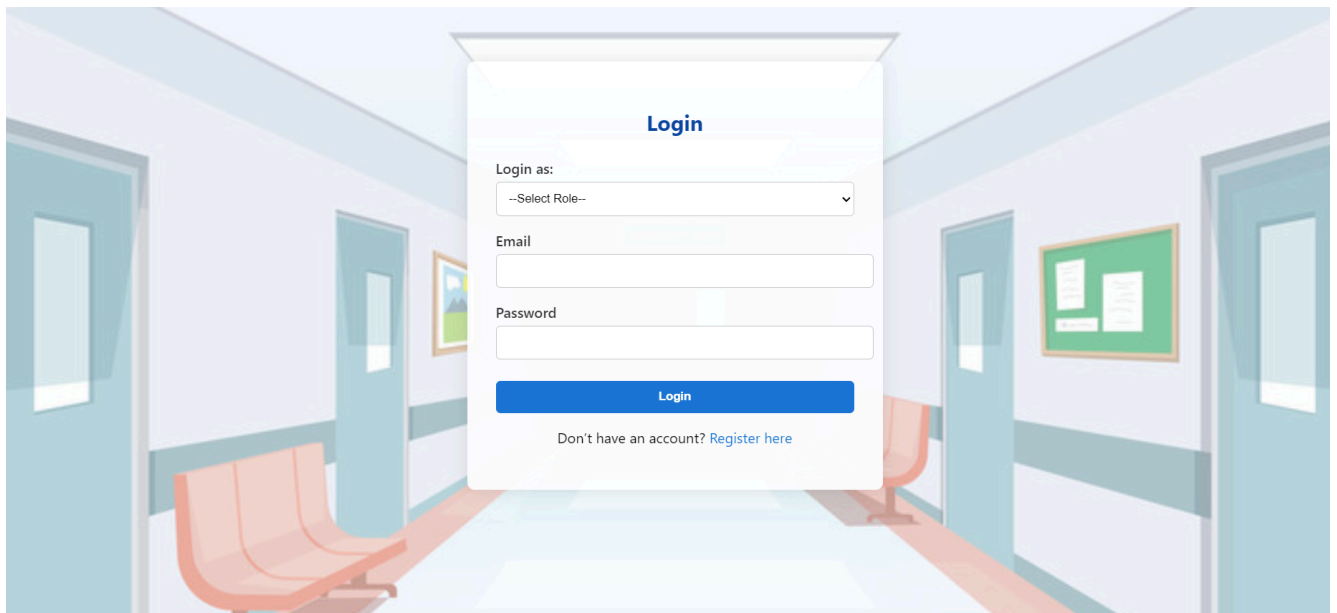 Login
Login as:
--Select Role--
Email
Password
Login
Don't have an account? Register here